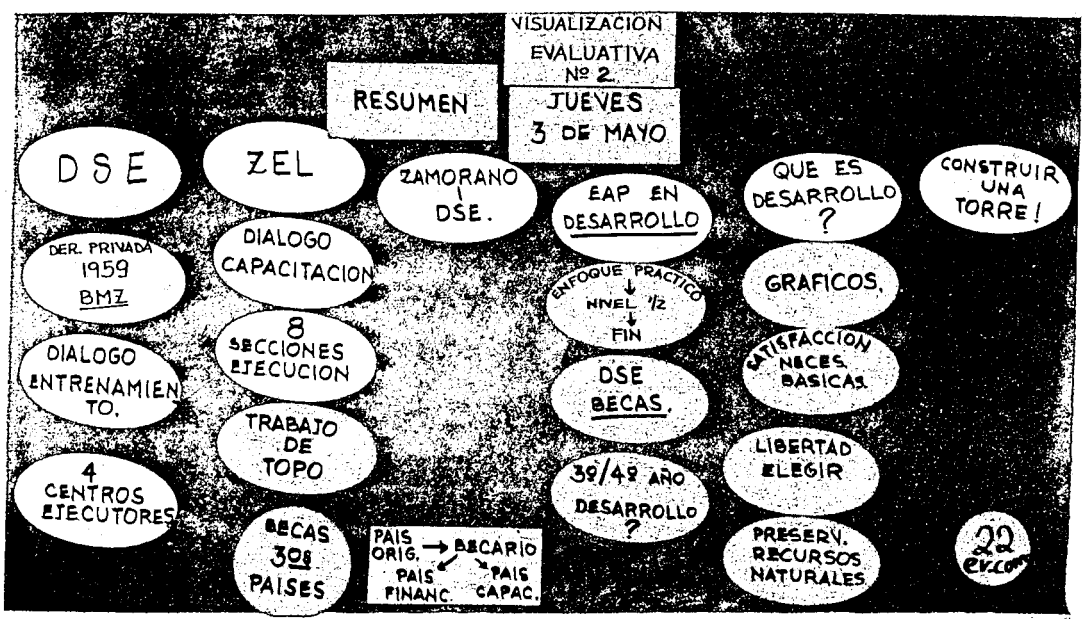 VISUALIZACION
EVALUATIVA
Nº 2
RESUMEN
JUEVES
3 DE MAYO
DSE
DER. PRIVADA
1959
BMZ
DIALOGO
ENTRENAMIEN
TO.
4
CENTROS
EJECUTORES
ZEL
DIALOGO
CAPACITACION
8
SECCIONES
EJECUCION
TRABAJO
DE
TOPO
BECAS
3os
PAISES
ZAMORANO
DSE.
PAIS
ORIG. → BECARIO
PAIS
FINANC.
PAIS
CAPAC.
EAP EN
DESARROLLO
ENFOQUE PRACTICO
↓
NIVEL 1/2
↓
FIN
DSE
BECAS.
3º/4º AÑO
DESARROLLO
?
QUE ES
DESARROLLO
?
GRAFICOS.
SATISFACCION
NECES.
BASICAS.
LIBERTAD
ELEGIR
PRESERV.
RECURSOS
NATURALES
CONSTRUIR
UNA
TORRE!
22